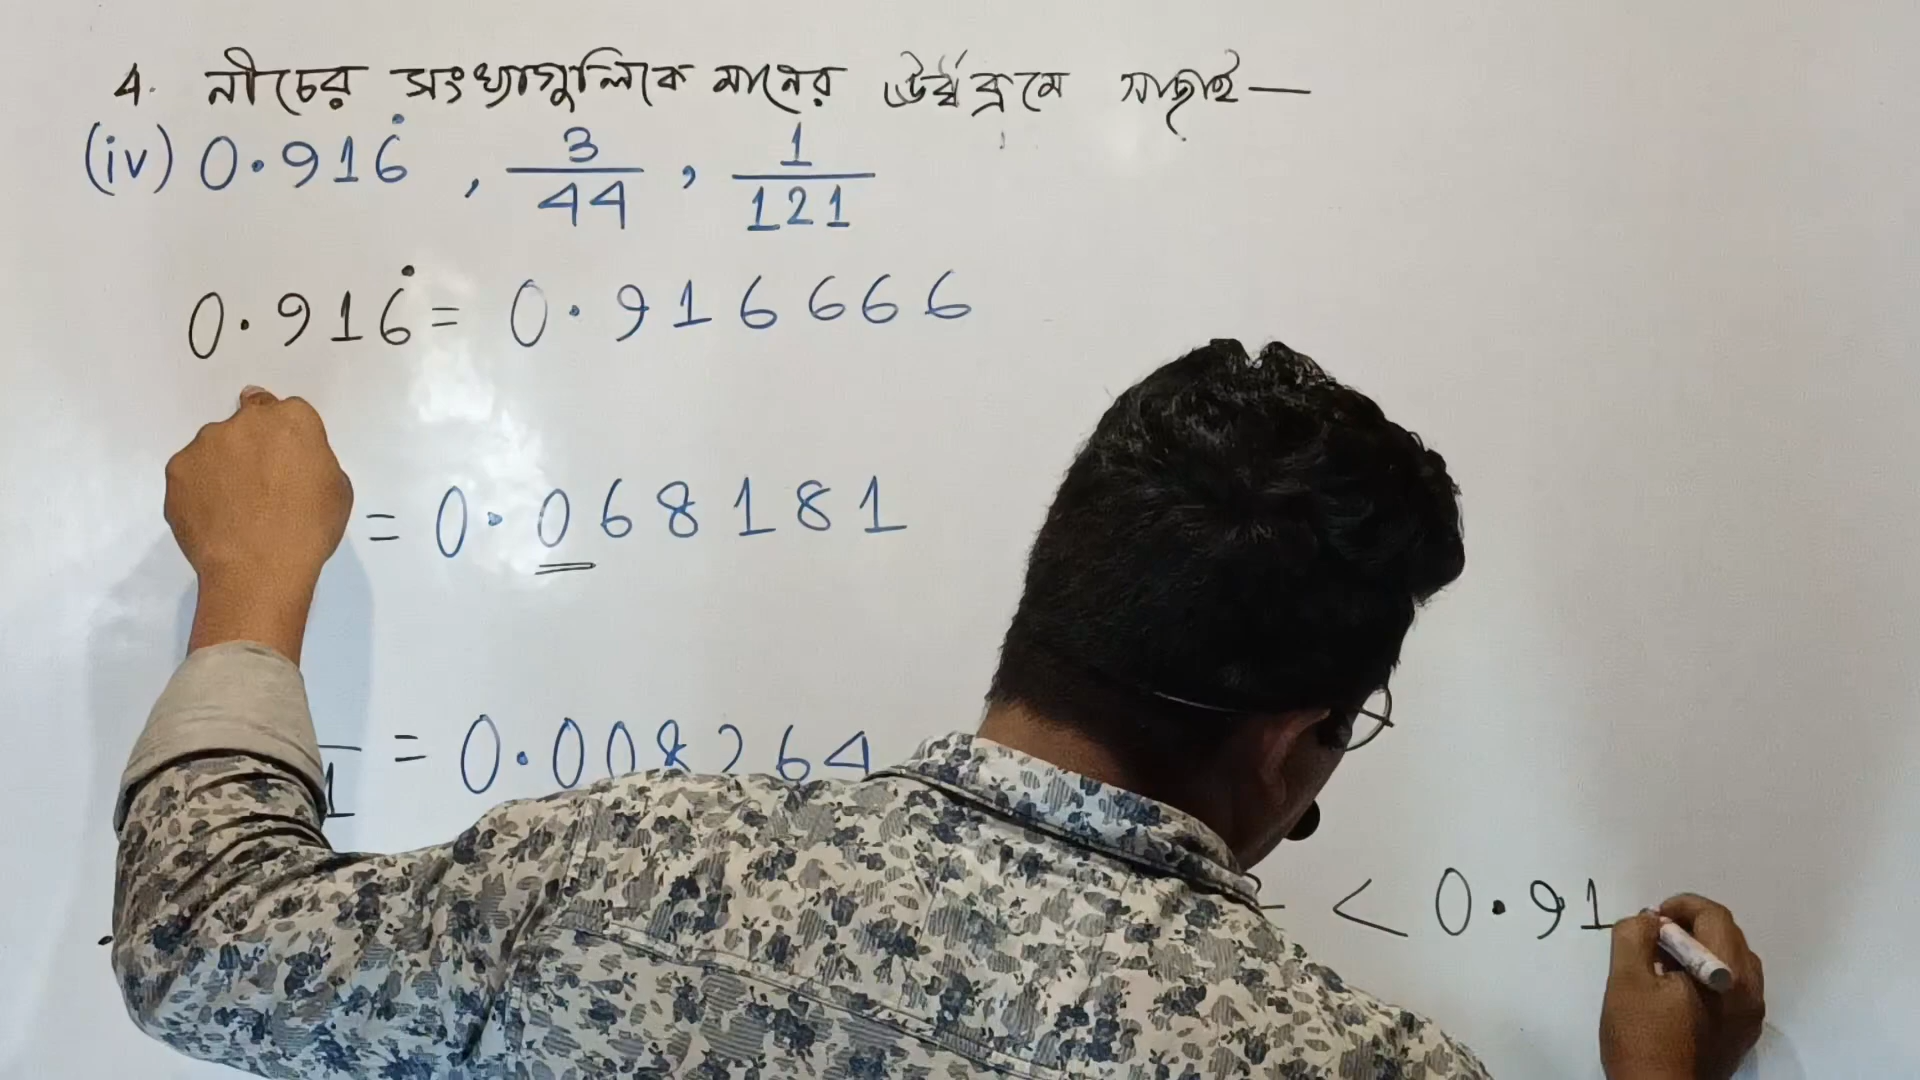 4. নীচের সংখ্যাগুলিকে মানের ঊর্ধ্বক্রমে সাজাই—
(iv) 0.916̇ , 3/44 , 1/121
0.916̇ = 0.916666
= 0.068181
1 = 0.008264
< 0.91